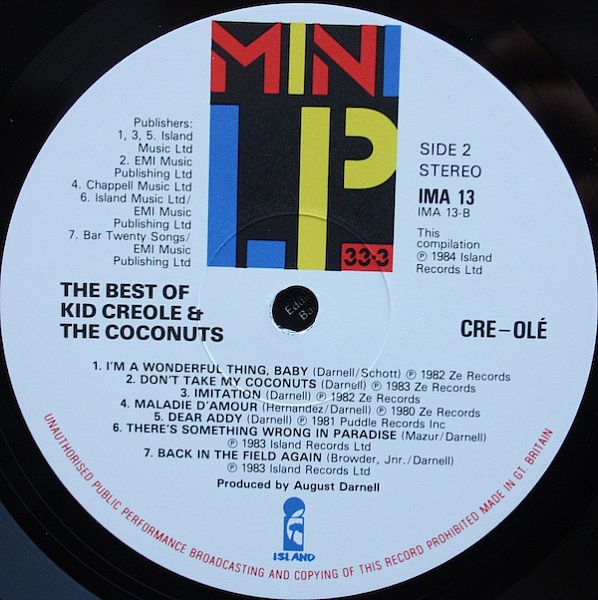 MINI
LP
33·3
Publishers:
1, 3, 5. Island
Music Ltd
2. EMI Music
Publishing Ltd
4. Chappell Music Ltd
6. Island Music Ltd/
EMI Music
Publishing Ltd
7. Bar Twenty Songs/
EMI Music
Publishing Ltd
SIDE 2
STEREO
IMA 13
IMA 13-B
This
compilation
℗ 1984 Island
Records Ltd
THE BEST OF
KID CREOLE &
THE COCONUTS
CRE–OLÉ
1. I'M A WONDERFUL THING, BABY (Darnell/Schott) ℗ 1982 Ze Records
2. DON'T TAKE MY COCONUTS (Darnell) ℗ 1983 Ze Records
3. IMITATION (Darnell) ℗ 1982 Ze Records
4. MALADIE D'AMOUR (Hernandez/Darnell) ℗ 1980 Ze Records
5. DEAR ADDY (Darnell) ℗ 1981 Puddle Records Inc
6. THERE'S SOMETHING WRONG IN PARADISE (Mazur/Darnell)
℗ 1983 Island Records Ltd
7. BACK IN THE FIELD AGAIN (Browder, Jnr./Darnell)
℗ 1983 Island Records Ltd
Produced by August Darnell
ISLAND
UNAUTHORISED PUBLIC PERFORMANCE BROADCASTING AND COPYING OF THIS RECORD PROHIBITED MADE IN GT. BRITAIN